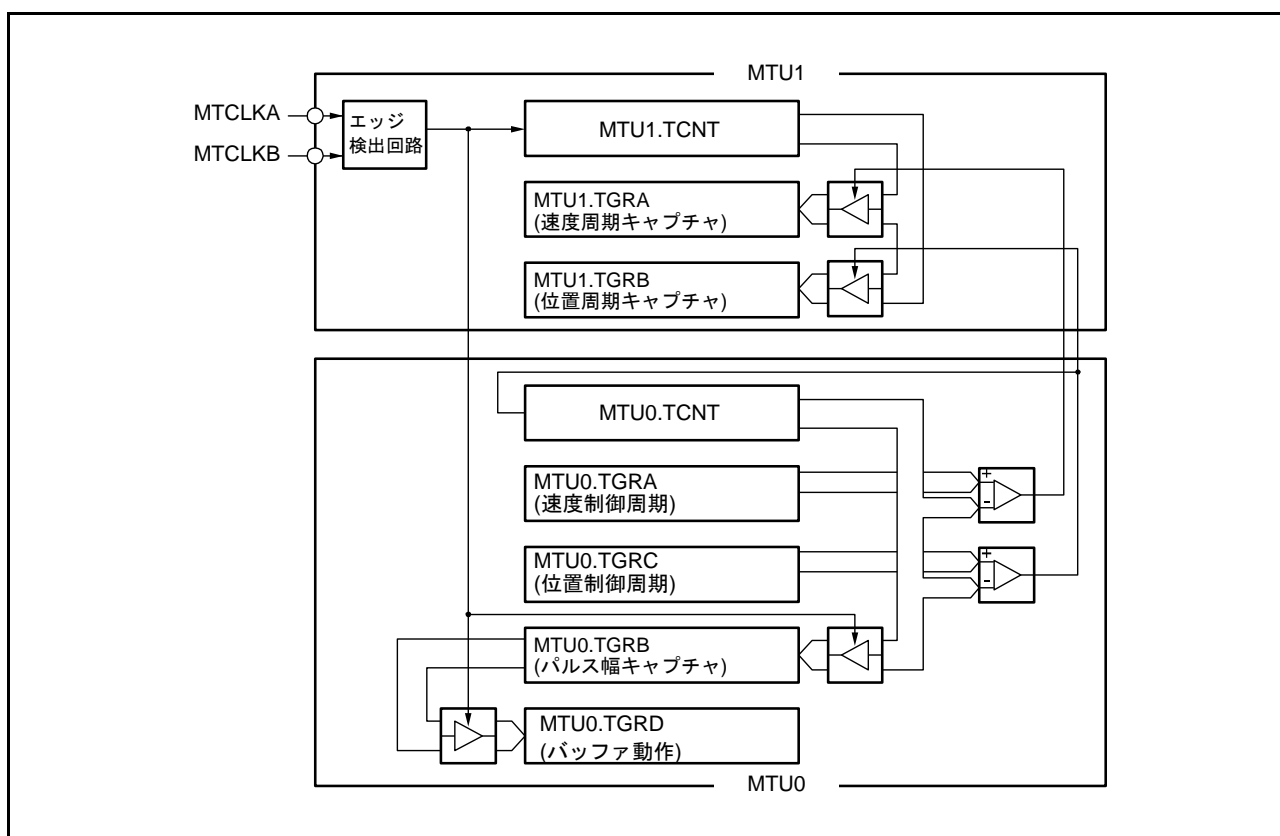 MTU1
MTCLKA
MTCLKB
エッジ
検出回路
MTU1.TCNT
MTU1.TGRA
(速度周期キャプチャ)
MTU1.TGRB
(位置周期キャプチャ)
MTU0.TCNT
MTU0.TGRA
(速度制御周期)
+
-
MTU0.TGRC
(位置制御周期)
+
-
MTU0.TGRB
(パルス幅キャプチャ)
MTU0.TGRD
(バッファ動作)
MTU0